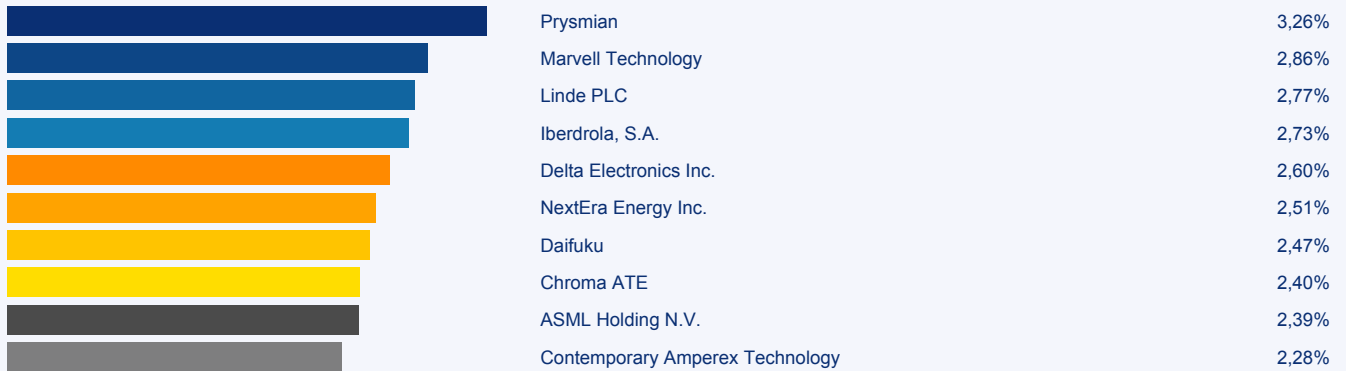 Prysmian 3,26%
Marvell Technology 2,86%
Linde PLC 2,77%
Iberdrola, S.A. 2,73%
Delta Electronics Inc. 2,60%
NextEra Energy Inc. 2,51%
Daifuku 2,47%
Chroma ATE 2,40%
ASML Holding N.V. 2,39%
Contemporary Amperex Technology 2,28%